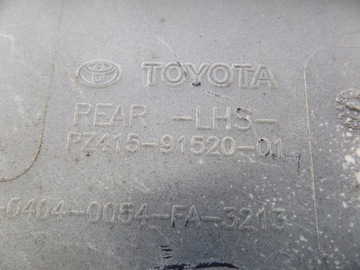 TOYOTA
REAR -LHS-
PZ415-91520-01
0404-0054-FA-3213